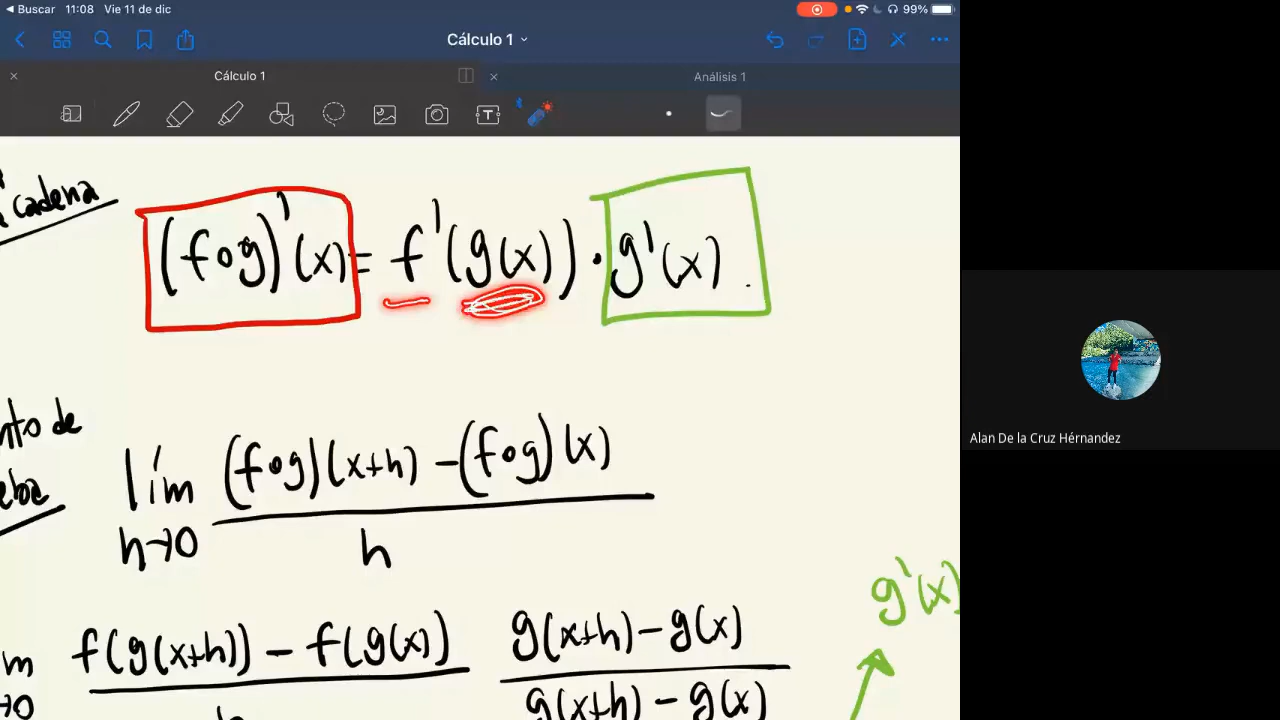 Buscar 11:08 Vie 11 de dic 99%
Cálculo 1
Cálculo 1 Análisis 1
cadena
(f∘g)'(x) = f'(g(x)) · g'(x).
lím h→0 (f∘g)(x+h) − (f∘g)(x) / h
Alan De la Cruz Hérnandez
g'(x)
f(g(x+h)) − f(g(x)) g(x+h) − g(x)
g(x+h) − g(x)